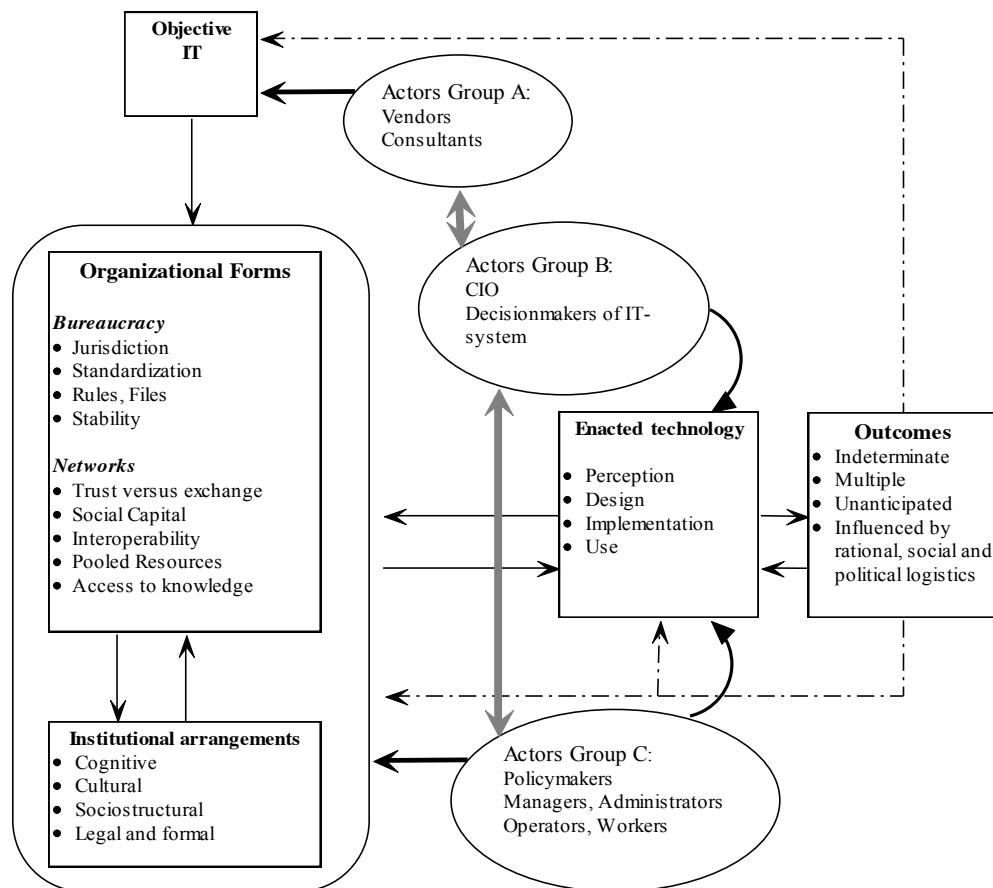 Objective
IT
Actors Group A:
Vendors
Consultants
Organizational Forms
Bureaucracy
• Jurisdiction
• Standardization
• Rules, Files
• Stability
Networks
• Trust versus exchange
• Social Capital
• Interoperability
• Pooled Resources
• Access to knowledge
Actors Group B:
CIO
Decisionmakers of IT-
system
Enacted technology
• Perception
• Design
• Implementation
• Use
Outcomes
• Indeterminate
• Multiple
• Unanticipated
• Influenced by
rational, social and
political logistics
Institutional arrangements
• Cognitive
• Cultural
• Sociostructural
• Legal and formal
Actors Group C:
Policymakers
Managers, Administrators
Operators, Workers